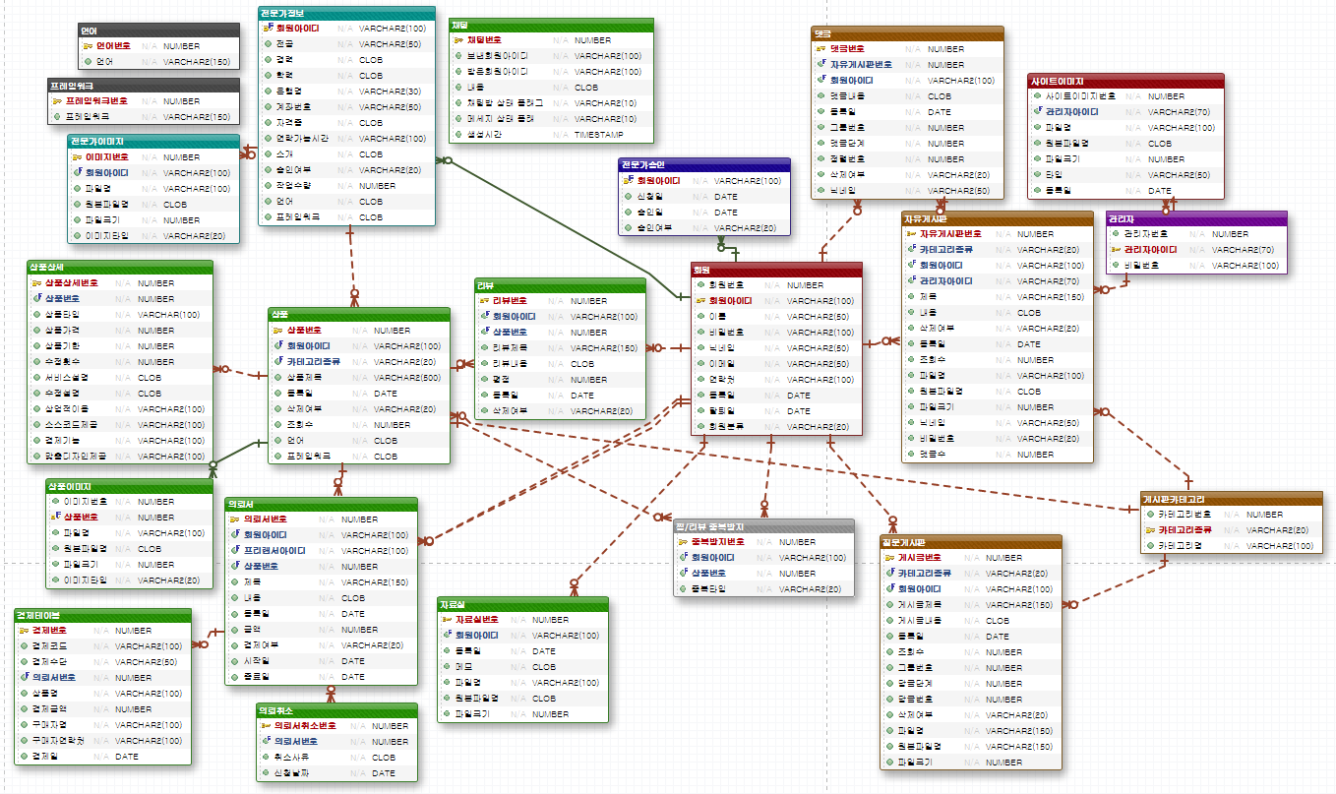 언어
언어번호 N/A NUMBER
언어 N/A VARCHAR2(150)
프레임워크
프레임워크번호 N/A NUMBER
프레임워크 N/A VARCHAR2(150)
전문가이미지
이미지번호 N/A NUMBER
회원아이디 N/A VARCHAR2(100)
파일명 N/A VARCHAR2(100)
원본파일명 N/A CLOB
파일크기 N/A NUMBER
이미지타입 N/A VARCHAR2(20)
전문가정보
회원아이디 N/A VARCHAR2(100)
전공 N/A VARCHAR2(50)
경력 N/A CLOB
학력 N/A CLOB
은행명 N/A VARCHAR2(30)
계좌번호 N/A VARCHAR2(50)
자격증 N/A CLOB
연락가능시간 N/A VARCHAR2(100)
소개 N/A CLOB
승인여부 N/A VARCHAR2(20)
작업수량 N/A NUMBER
언어 N/A CLOB
프레임워크 N/A CLOB
채팅
채팅번호 N/A NUMBER
보낸회원아이디 N/A VARCHAR2(100)
받은회원아이디 N/A VARCHAR2(100)
내용 N/A CLOB
채팅방 상태 플래그 N/A VARCHAR2(10)
메세지 상태 플래 N/A VARCHAR2(10)
생성시간 N/A TIMESTAMP
전문가승인
회원아이디 N/A VARCHAR2(100)
신청일 N/A DATE
승인일 N/A DATE
승인여부 N/A VARCHAR2(20)
댓글
댓글번호 N/A NUMBER
자유게시판번호 N/A NUMBER
회원아이디 N/A VARCHAR2(100)
댓글내용 N/A CLOB
등록일 N/A DATE
그룹번호 N/A NUMBER
댓글단계 N/A NUMBER
정렬번호 N/A NUMBER
삭제여부 N/A VARCHAR2(20)
닉네임 N/A VARCHAR2(50)
사이트이미지
사이트이미지번호 N/A NUMBER
관리자아이디 N/A VARCHAR2(70)
파일명 N/A VARCHAR2(100)
원본파일명 N/A CLOB
파일크기 N/A NUMBER
타입 N/A VARCHAR2(50)
등록일 N/A DATE
관리자
관리자번호 N/A NUMBER
관리자아이디 N/A VARCHAR2(70)
비밀번호 N/A VARCHAR2(100)
자유게시판
자유게시판번호 N/A NUMBER
카테고리종류 N/A VARCHAR2(20)
회원아이디 N/A VARCHAR2(100)
관리자아이디 N/A VARCHAR2(70)
제목 N/A VARCHAR2(150)
내용 N/A CLOB
삭제여부 N/A VARCHAR2(20)
등록일 N/A DATE
조회수 N/A NUMBER
파일명 N/A VARCHAR2(100)
원본파일명 N/A CLOB
파일크기 N/A NUMBER
닉네임 N/A VARCHAR2(50)
비밀번호 N/A VARCHAR2(20)
댓글수 N/A NUMBER
회원
회원번호 N/A NUMBER
회원아이디 N/A VARCHAR2(100)
이름 N/A VARCHAR2(50)
비밀번호 N/A VARCHAR2(100)
닉네임 N/A VARCHAR2(50)
이메일 N/A VARCHAR2(50)
연락처 N/A VARCHAR2(100)
등록일 N/A DATE
탈퇴일 N/A DATE
회원분류 N/A VARCHAR2(20)
상품상세
상품상세번호 N/A NUMBER
상품번호 N/A NUMBER
상품타입 N/A VARCHAR(100)
상품가격 N/A NUMBER
상품기한 N/A NUMBER
수정횟수 N/A NUMBER
서비스설명 N/A CLOB
수정설명 N/A CLOB
상업적이용 N/A VARCHAR2(100)
소스코드제공 N/A VARCHAR2(100)
결제기능 N/A VARCHAR2(100)
맞춤디자인제공 N/A VARCHAR2(100)
상품
상품번호 N/A NUMBER
회원아이디 N/A VARCHAR2(100)
카테고리종류 N/A VARCHAR2(20)
상품제목 N/A VARCHAR2(500)
등록일 N/A DATE
삭제여부 N/A VARCHAR2(20)
조회수 N/A NUMBER
언어 N/A CLOB
프레임워크 N/A CLOB
리뷰
리뷰번호 N/A NUMBER
회원아이디 N/A VARCHAR2(100)
상품번호 N/A NUMBER
리뷰제목 N/A VARCHAR2(150)
리뷰내용 N/A CLOB
평점 N/A NUMBER
등록일 N/A DATE
삭제여부 N/A VARCHAR2(20)
상품이미지
이미지번호 N/A NUMBER
상품번호 N/A NUMBER
파일명 N/A VARCHAR2(100)
원본파일명 N/A CLOB
파일크기 N/A NUMBER
이미지타입 N/A VARCHAR2(20)
의뢰서
의뢰서번호 N/A NUMBER
회원아이디 N/A VARCHAR2(100)
프리랜서아이디 N/A VARCHAR2(100)
상품번호 N/A NUMBER
제목 N/A VARCHAR2(150)
내용 N/A CLOB
등록일 N/A DATE
금액 N/A NUMBER
결제여부 N/A VARCHAR2(20)
시작일 N/A DATE
종료일 N/A DATE
찜/리뷰 중복방지
중복방지번호 N/A NUMBER
회원아이디 N/A VARCHAR2(100)
상품번호 N/A NUMBER
중복타입 N/A VARCHAR2(20)
게시판카테고리
카테고리번호 N/A NUMBER
카테고리종류 N/A VARCHAR2(20)
카테고리명 N/A VARCHAR2(100)
질문게시판
게시글번호 N/A NUMBER
카테고리종류 N/A VARCHAR2(20)
회원아이디 N/A VARCHAR2(100)
게시글제목 N/A VARCHAR2(150)
게시글내용 N/A CLOB
등록일 N/A DATE
조회수 N/A NUMBER
그룹번호 N/A NUMBER
답글단계 N/A NUMBER
답글번호 N/A NUMBER
삭제여부 N/A VARCHAR2(20)
파일명 N/A VARCHAR2(150)
원본파일명 N/A VARCHAR2(150)
파일크기 N/A NUMBER
자료실
자료실번호 N/A NUMBER
회원아이디 N/A VARCHAR2(100)
등록일 N/A DATE
메모 N/A CLOB
파일명 N/A VARCHAR2(100)
원본파일명 N/A CLOB
파일크기 N/A NUMBER
결제테이블
결제번호 N/A NUMBER
결제코드 N/A VARCHAR2(100)
결제수단 N/A VARCHAR2(50)
의뢰서번호 N/A NUMBER
상품명 N/A VARCHAR2(100)
결제금액 N/A NUMBER
구매자명 N/A VARCHAR2(100)
구매자연락처 N/A VARCHAR2(100)
결제일 N/A DATE
의뢰취소
의뢰서취소번호 N/A NUMBER
의뢰서번호 N/A NUMBER
취소사유 N/A CLOB
신청날짜 N/A DATE